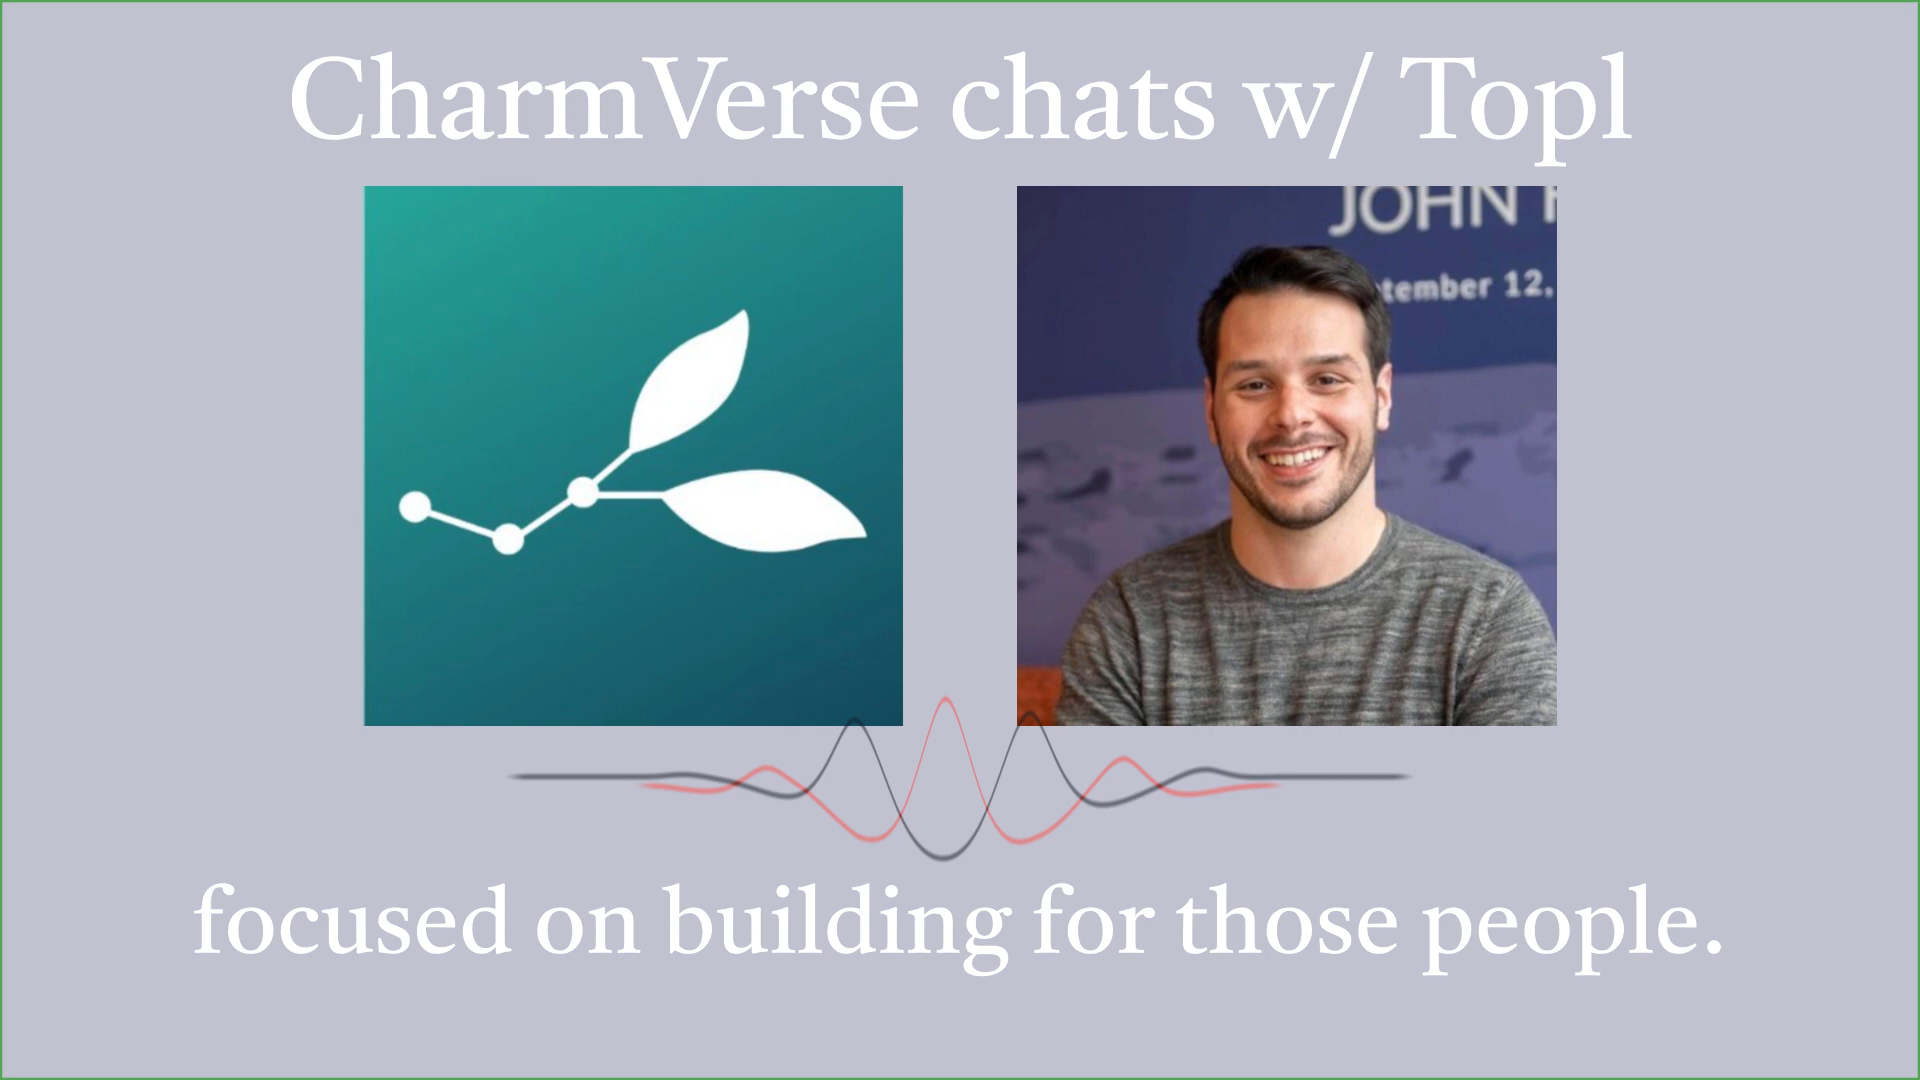 CharmVerse chats w/ Topl
JOHN
tember 12,
focused on building for those people.